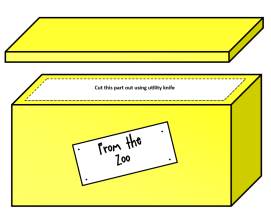 Cut this part out using utility knife
From the
Zoo